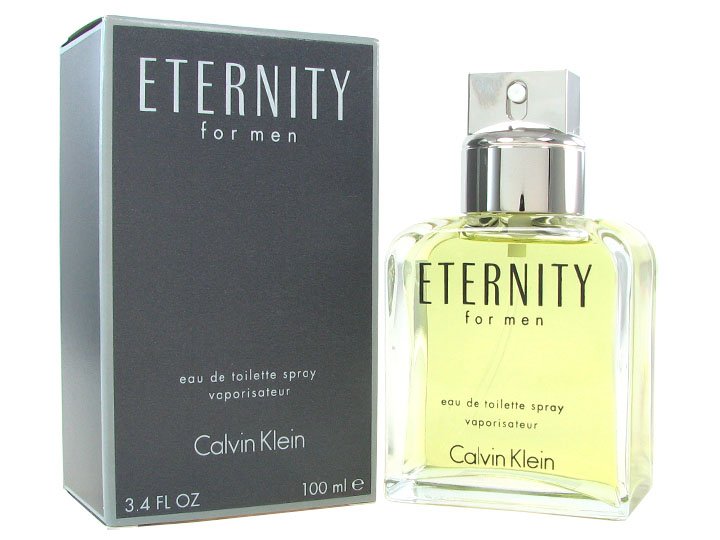 ETERNITY
for men
eau de toilette spray
vaporisateur
Calvin Klein
3.4 FL OZ 100 ml e
ETERNITY
for men
eau de toilette spray
vaporisateur
Calvin Klein